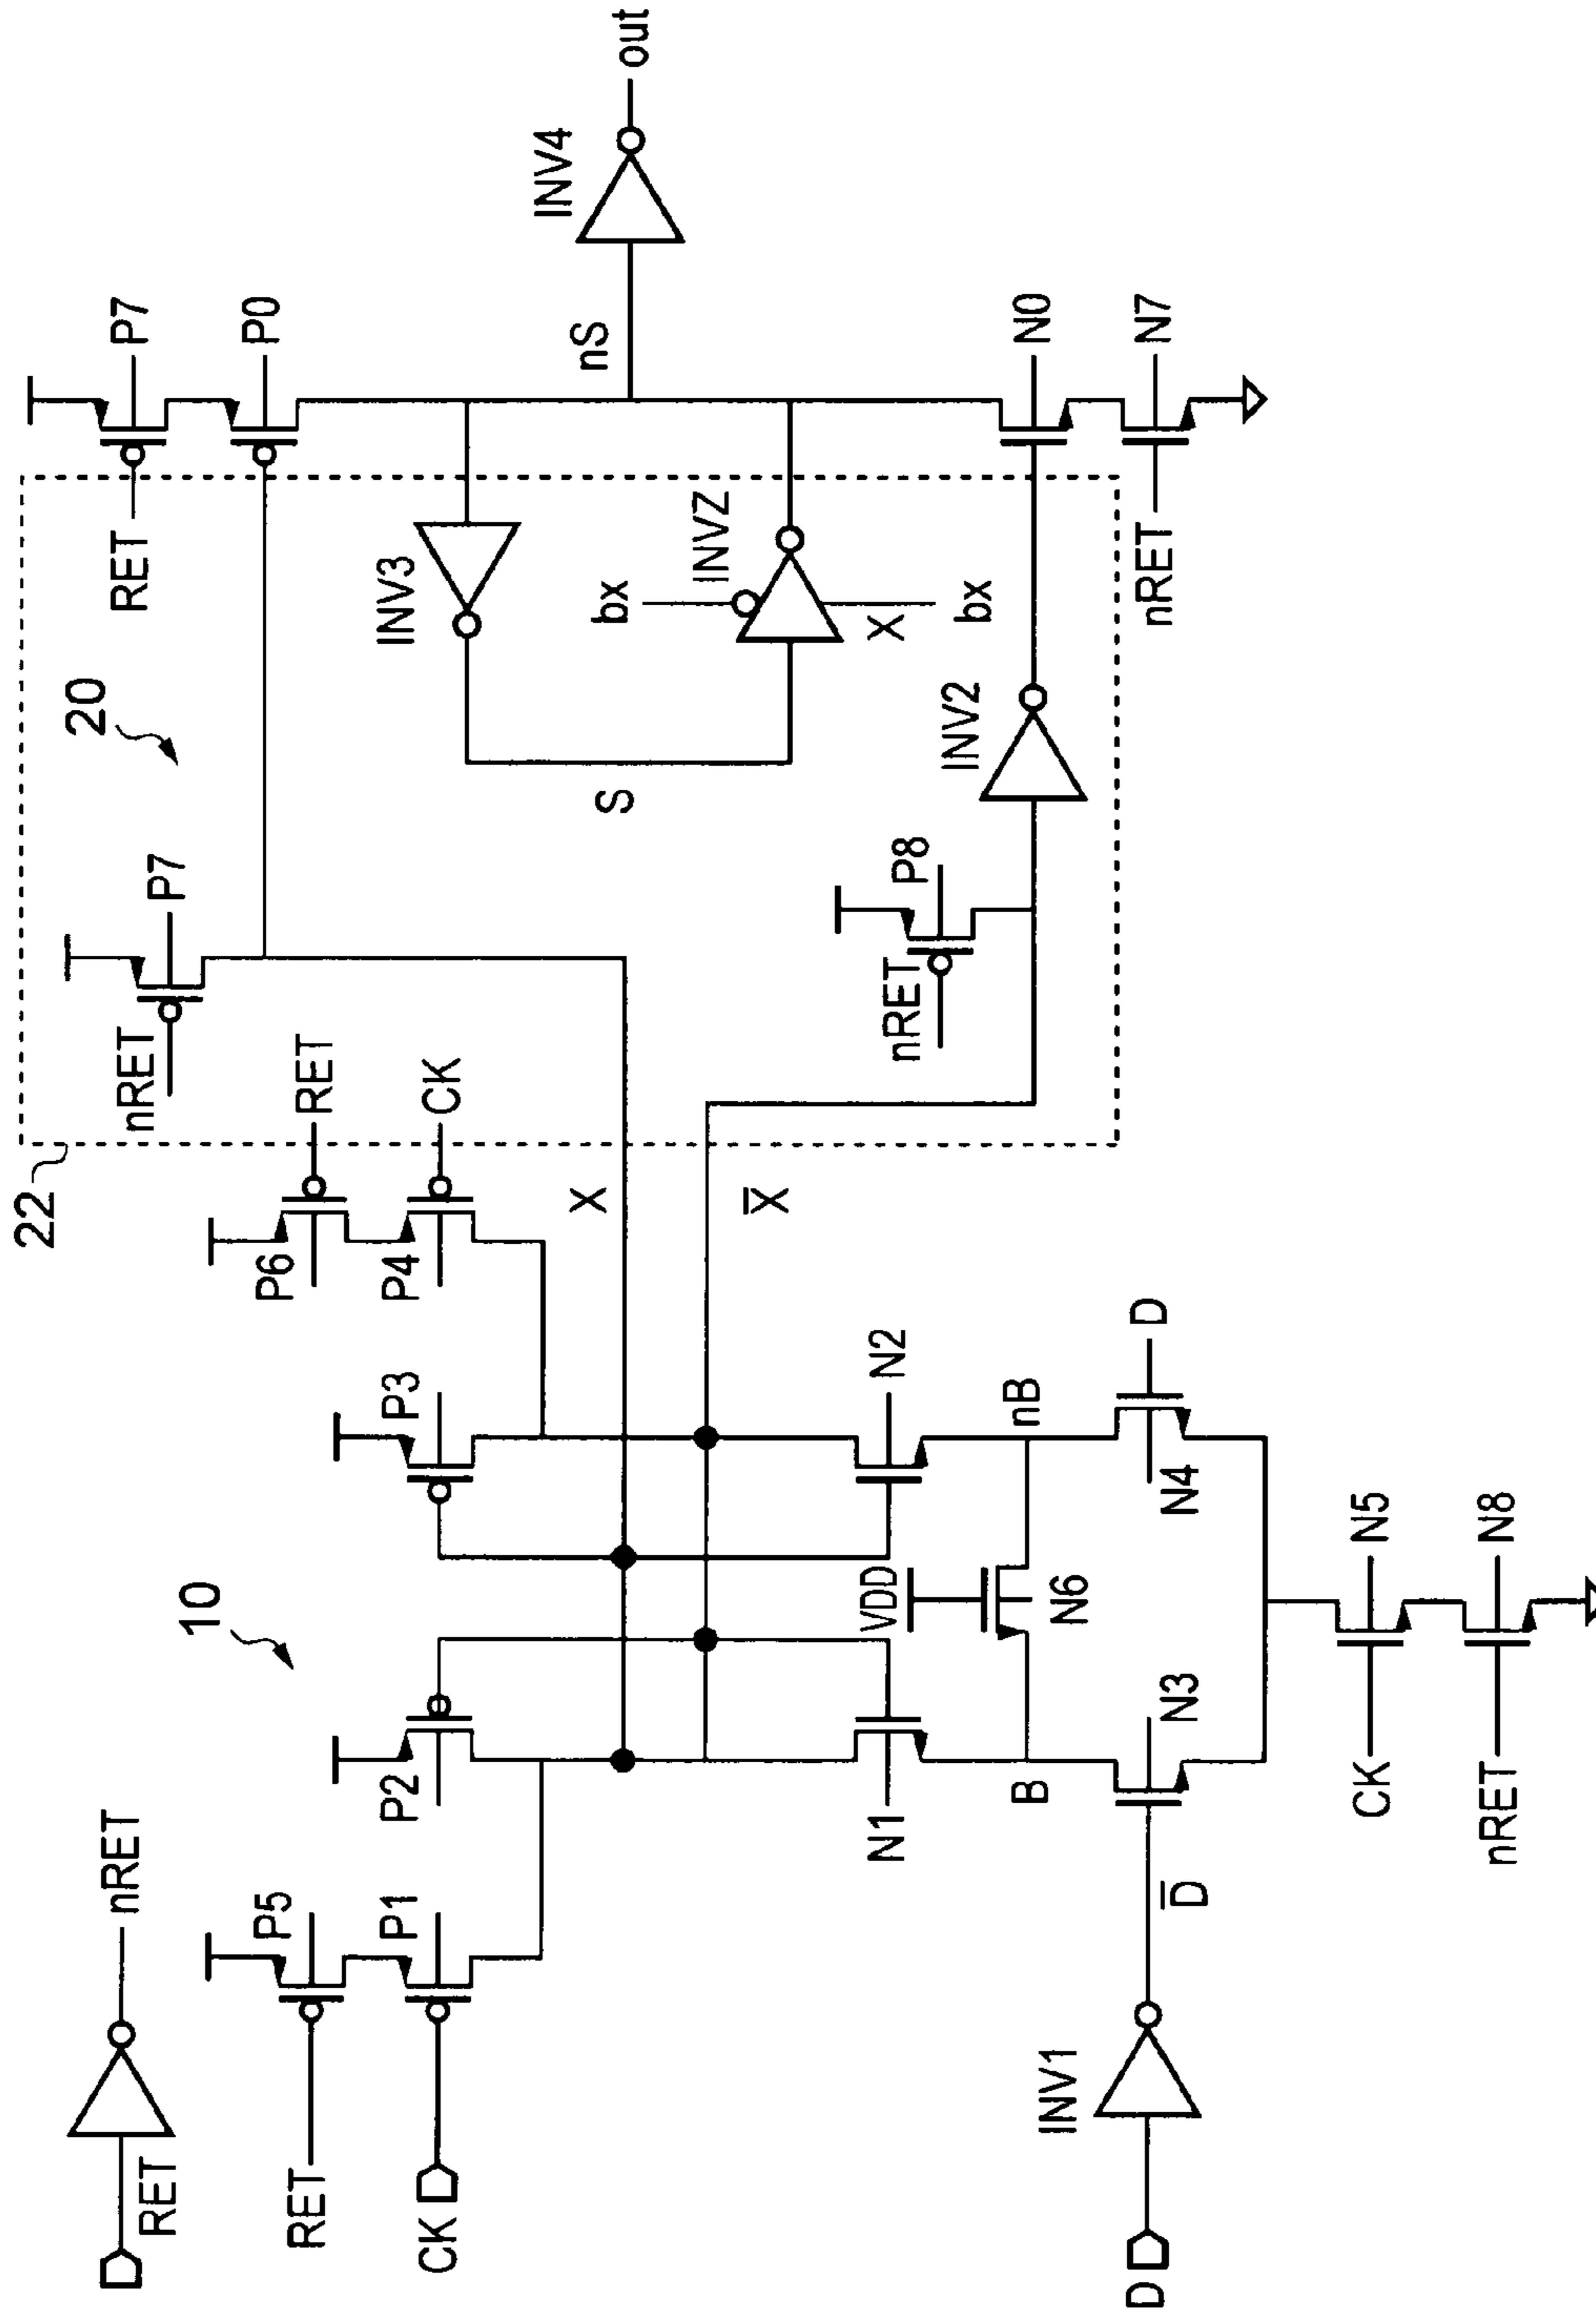 RET
nRET
RET
P5
CK
P1
10
P2
P3
P6
RET
P4
CK
22
nRET
P7
20
RET
P7
P0
X
X̅
N1
N2
VDD
N6
B
nB
D
INV1
D̅
N3
N4
D
CK
N5
nRET
N8
nRET
P8
INV2
S
INV3
bx
INVZ
X
bx
nS
INV4
out
N0
nRET
N7